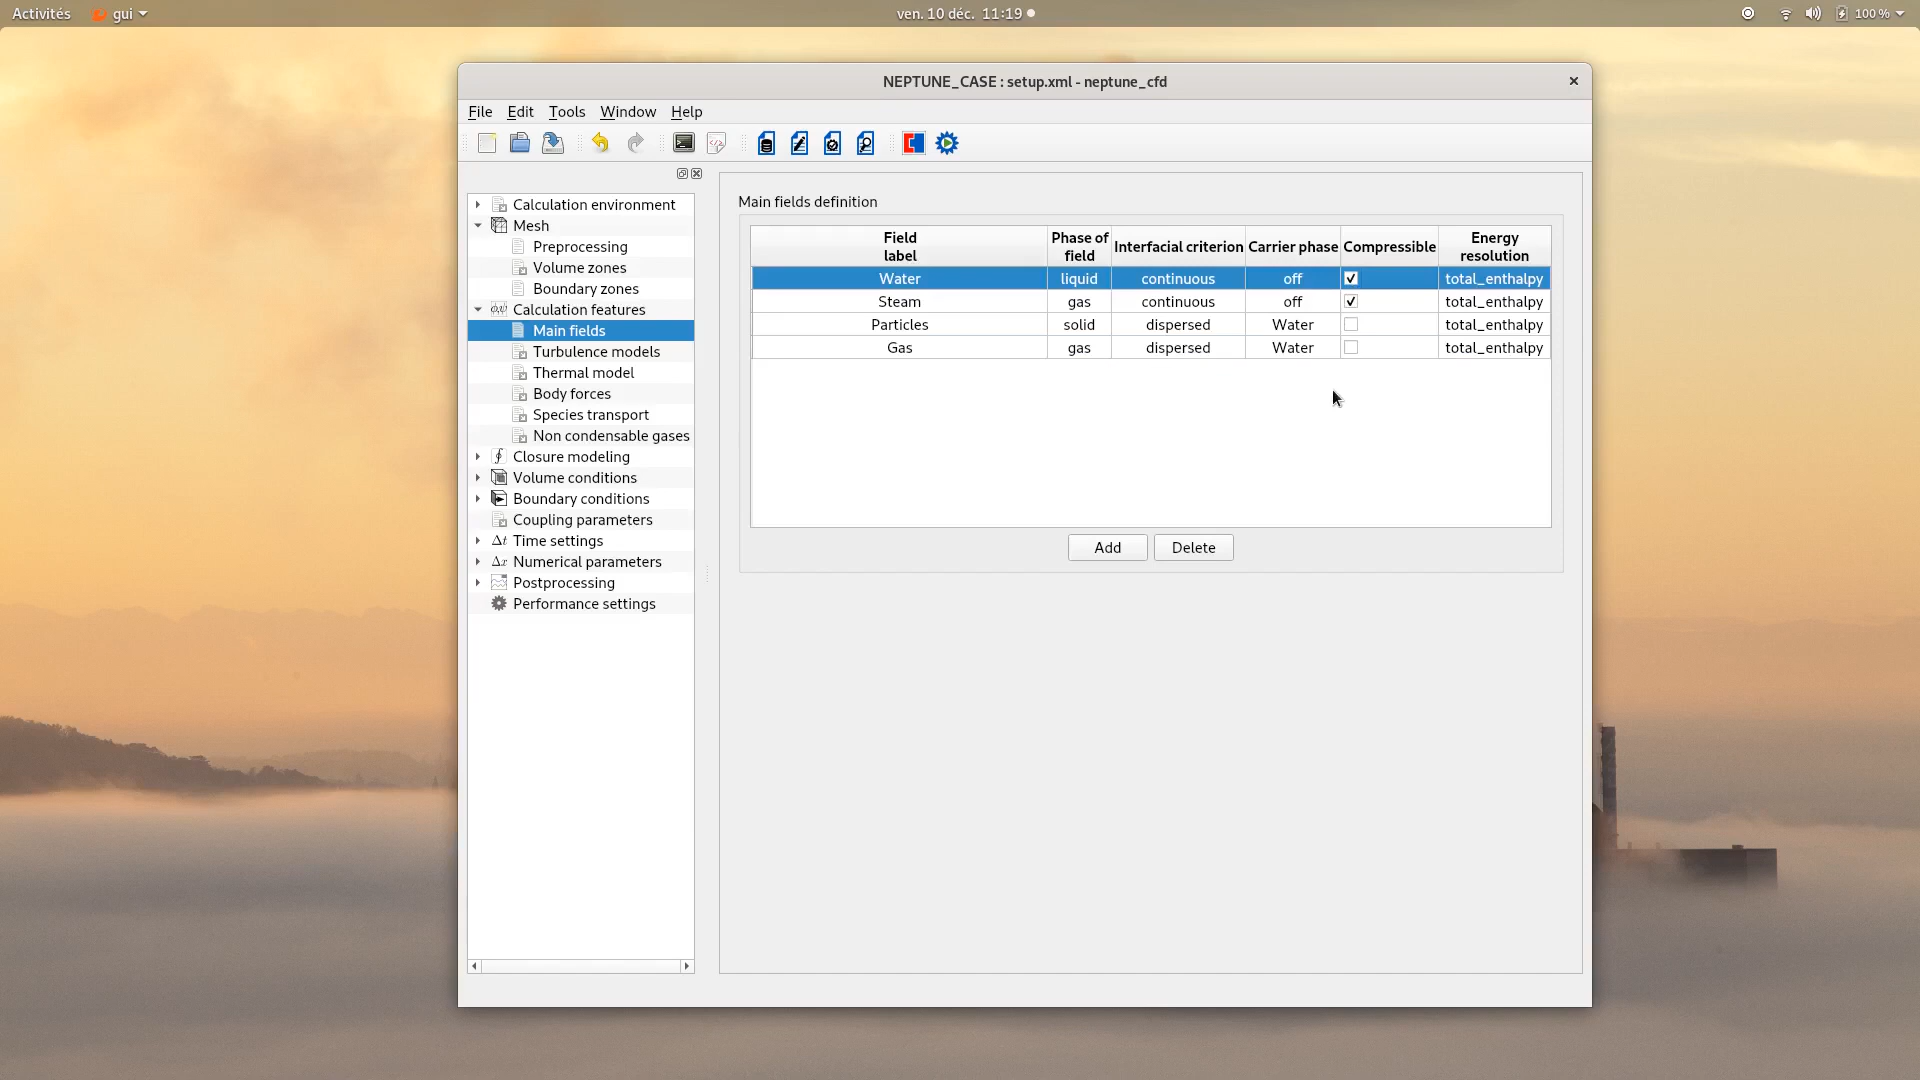 Activités gui ven. 10 déc. 11:19 100 %
NEPTUNE_CASE : setup.xml - neptune_cfd
File Edit Tools Window Help
Calculation environment
Mesh
Preprocessing
Volume zones
Boundary zones
Calculation features
Main fields
Turbulence models
Thermal model
Body forces
Species transport
Non condensable gases
Closure modeling
Volume conditions
Boundary conditions
Coupling parameters
Δt Time settings
Δx Numerical parameters
Postprocessing
Performance settings
Main fields definition
Field label Phase of field Interfacial criterion Carrier phase Compressible Energy resolution
Water liquid continuous off total_enthalpy
Steam gas continuous off total_enthalpy
Particles solid dispersed Water total_enthalpy
Gas gas dispersed Water total_enthalpy
Add Delete